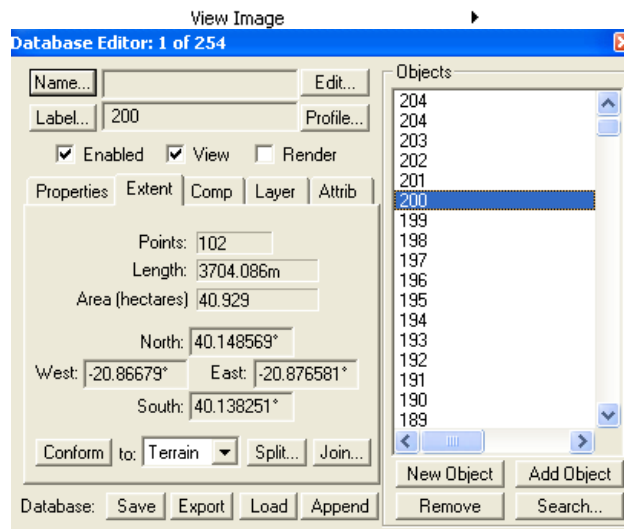 View Image
Database Editor: 1 of 254
Name... Edit...
Label... 200 Profile...
Enabled View Render
Properties Extent Comp Layer Attrib
Points: 102
Length: 3704.086m
Area (hectares) 40.929
North: 40.148569°
West: -20.86679° East: -20.876581°
South: 40.138251°
Conform to: Terrain Split... Join...
Database: Save Export Load Append
Objects
204
204
203
202
201
200
199
198
197
196
195
194
193
192
191
190
189
New Object Add Object
Remove Search...